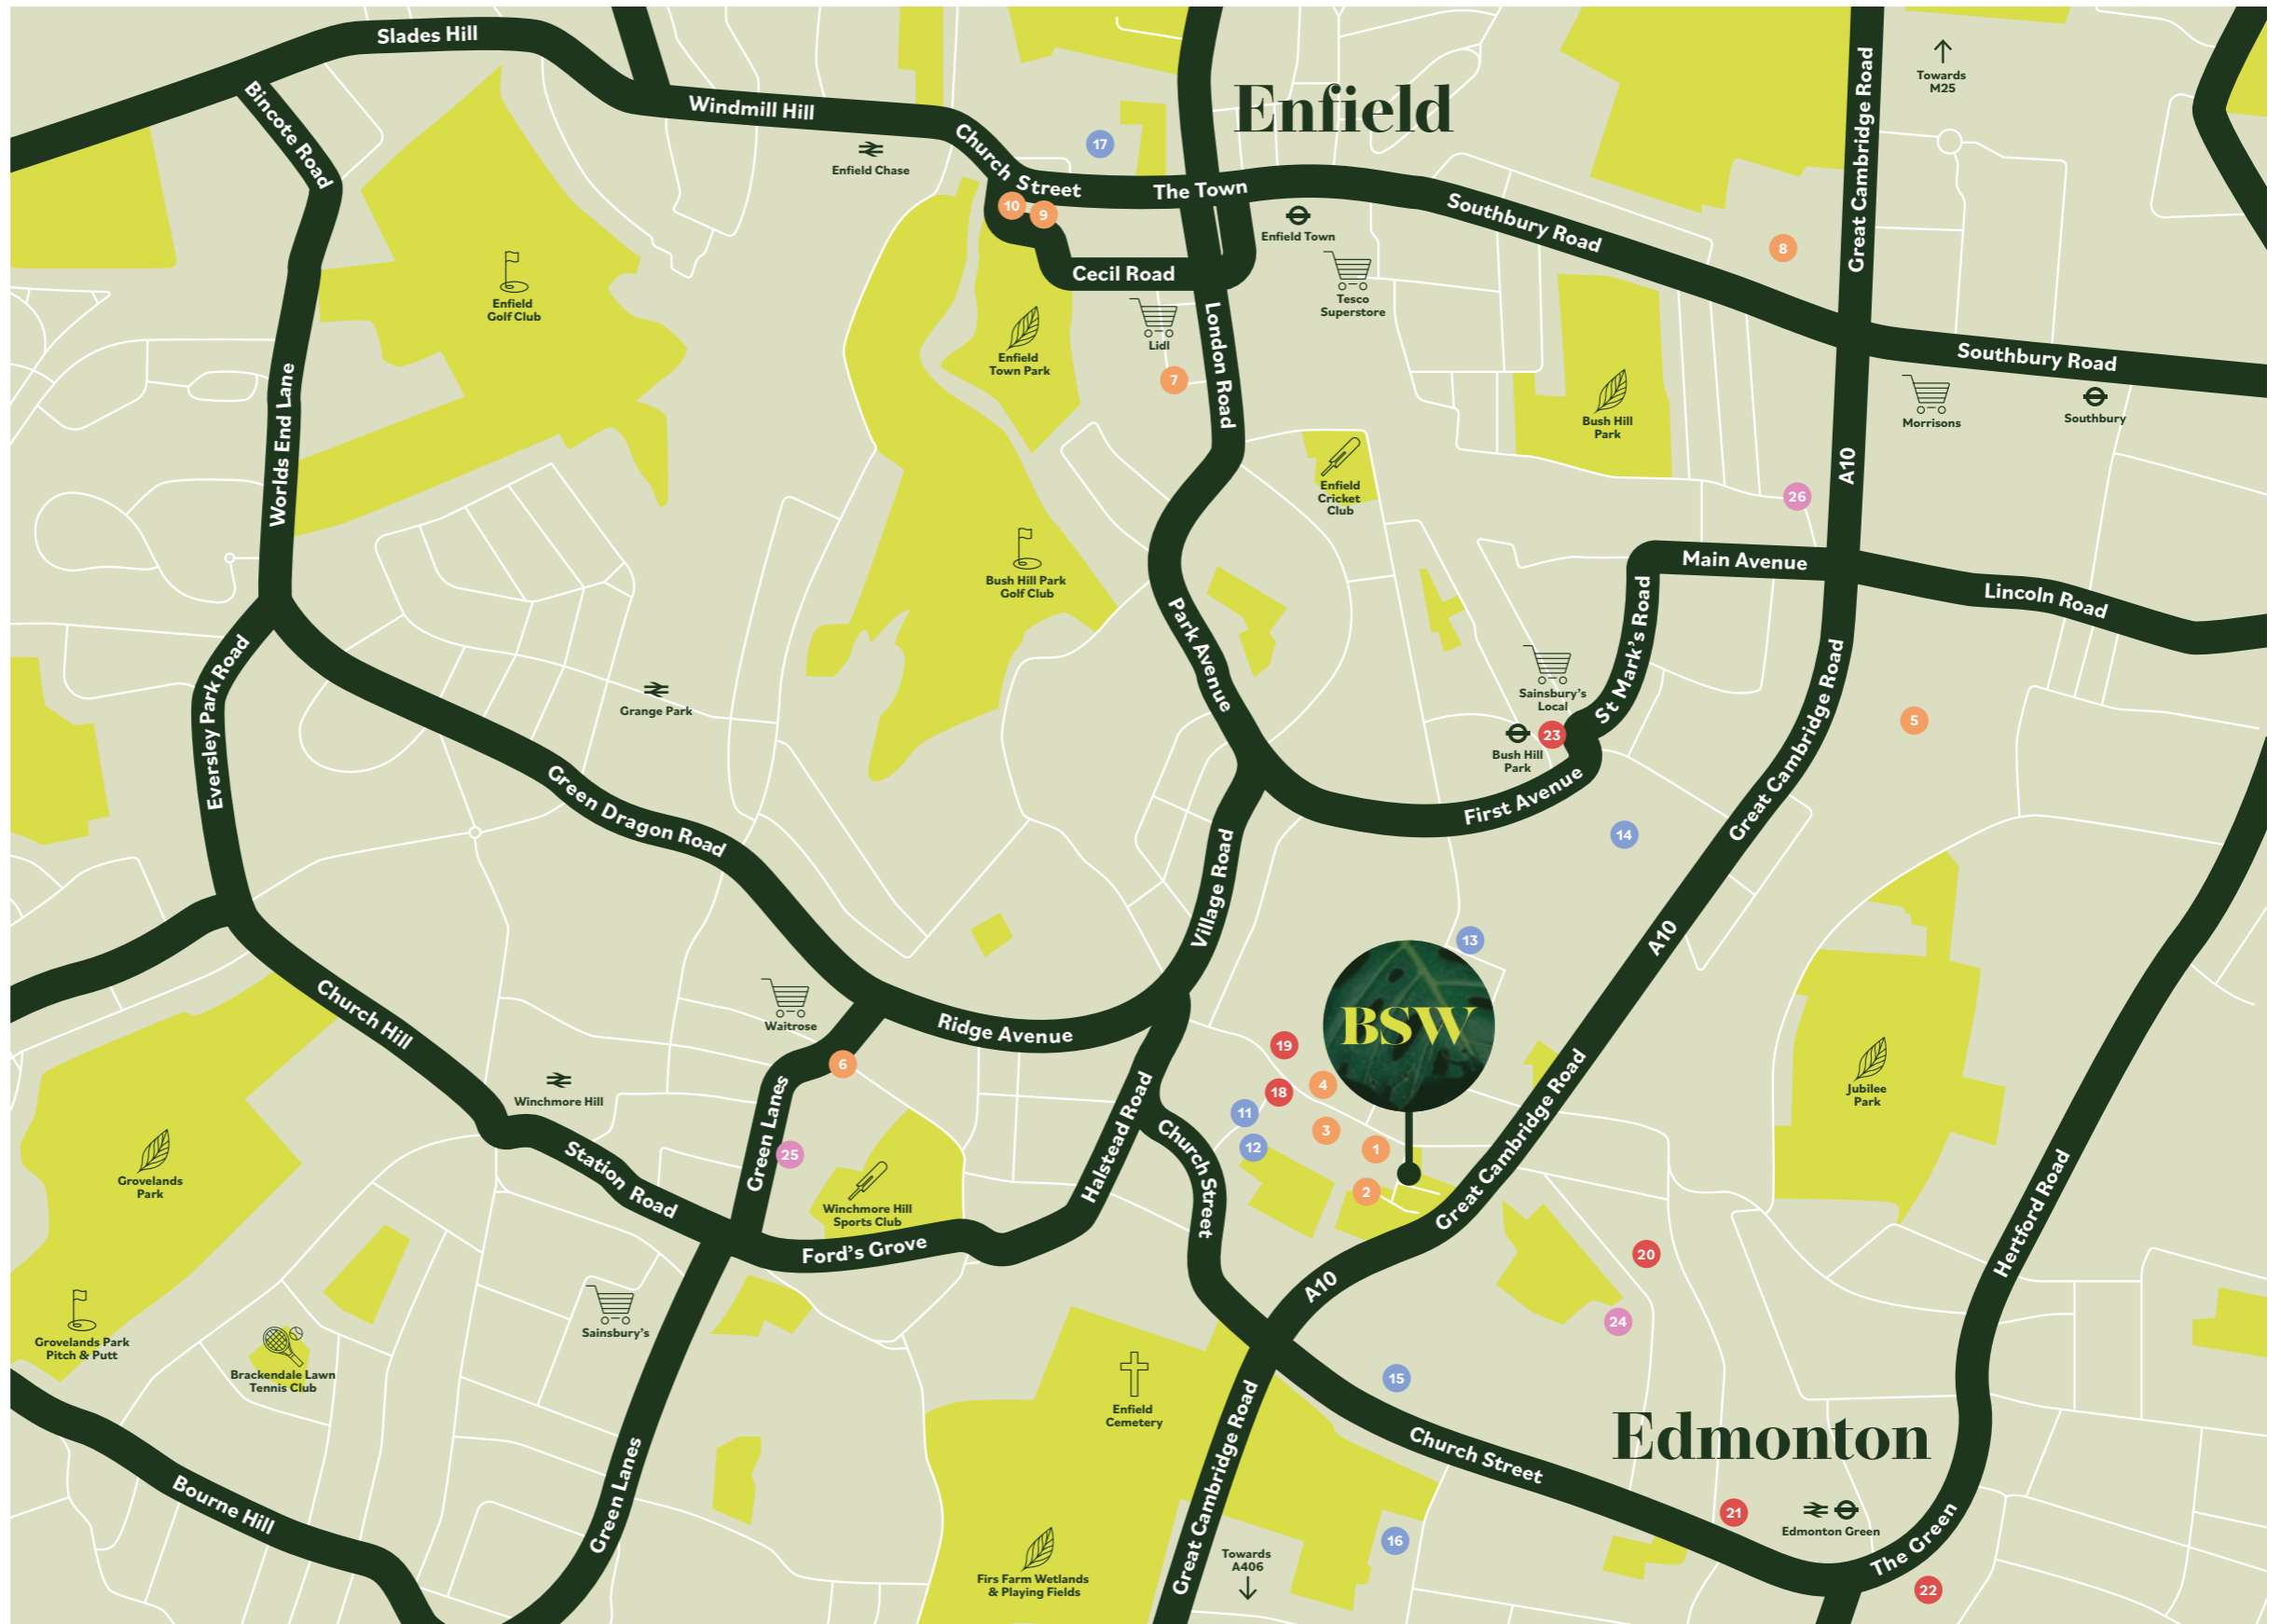 Slades Hill
Bincote Road
Windmill Hill
Church Street
Enfield
Great Cambridge Road
Towards
M25
17
Enfield Chase
The Town
10
9
Enfield Town
Southbury Road
8
Cecil Road
Enfield
Golf Club
Tesco
Superstore
Lidl
London Road
Enfield
Town Park
7
Southbury Road
Bush Hill
Park
Morrisons
Southbury
Worlds End Lane
A10
Enfield
Cricket
Club
26
Bush Hill Park
Golf Club
Main Avenue
Lincoln Road
Park Avenue
St Mark's Road
Eversley Park Road
Grange Park
Sainsbury's
Local
23
Bush Hill
Park
5
Great Cambridge Road
First Avenue
14
Green Dragon Road
Village Road
13
A10
Church Hill
Waitrose
Ridge Avenue
BSW
19
6
4
18
Winchmore Hill
Green Lanes
11
3
12
1
Jubilee
Park
Great Cambridge Road
Halstead Road
Church Street
25
2
Grovelands
Park
Station Road
Winchmore Hill
Sports Club
Ford's Grove
Hertford Road
20
A10
24
Sainsbury's
Grovelands Park
Pitch & Putt
Brackendale Lawn
Tennis Club
Enfield
Cemetery
15
Church Street
Edmonton
Bourne Hill
Green Lanes
Great Cambridge Road
21
Edmonton Green
16
The Green
Towards
A406
Firs Farm Wetlands
& Playing Fields
22